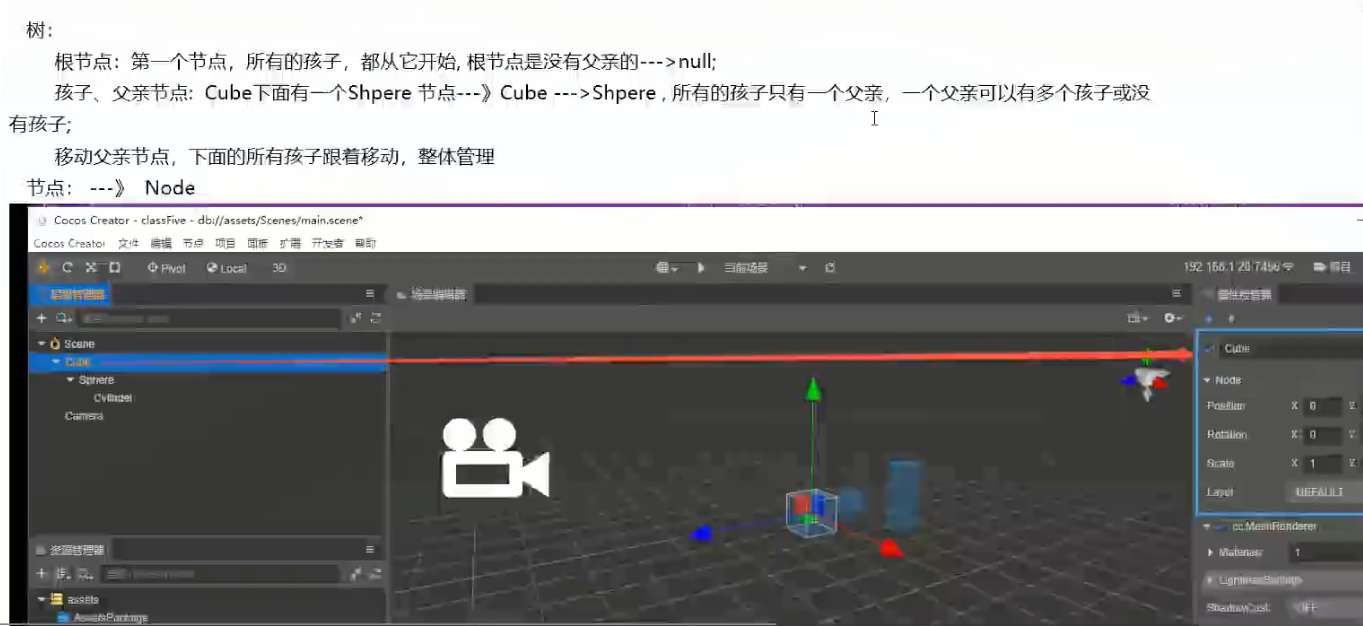 树：
根节点：第一个节点，所有的孩子，都从它开始, 根节点是没有父亲的--->null;
孩子、父亲节点: Cube下面有一个Shpere 节点---》Cube --->Shpere , 所有的孩子只有一个父亲，一个父亲可以有多个孩子或没
有孩子;
移动父亲节点，下面的所有孩子跟着移动，整体管理
节点： ---》 Node
Cocos Creator - classFive - db://assets/Scenes/main.scene*
Cocos Creator 文件 编辑 节点 项目 面板 扩展 开发者 帮助
Pivot Local 3D 当前场景
层级管理器 场景编辑器 属性检查器
Scene
Cube
Sphere
Cylinder
Camera
Cube
Node
Position X 0
Rotation X 0
Scale X 1
Layer DEFAULT
cc.MeshRenderer
Materials 1
LightmapSettings
ShadowCast OFF
资源管理器
assets